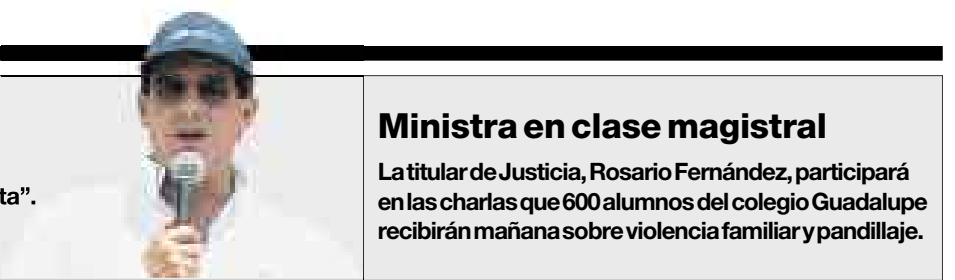 ta”.
Ministra en clase magistral
La titular de Justicia, Rosario Fernández, participará
en las charlas que 600 alumnos del colegio Guadalupe
recibirán mañana sobre violencia familiar y pandillaje.